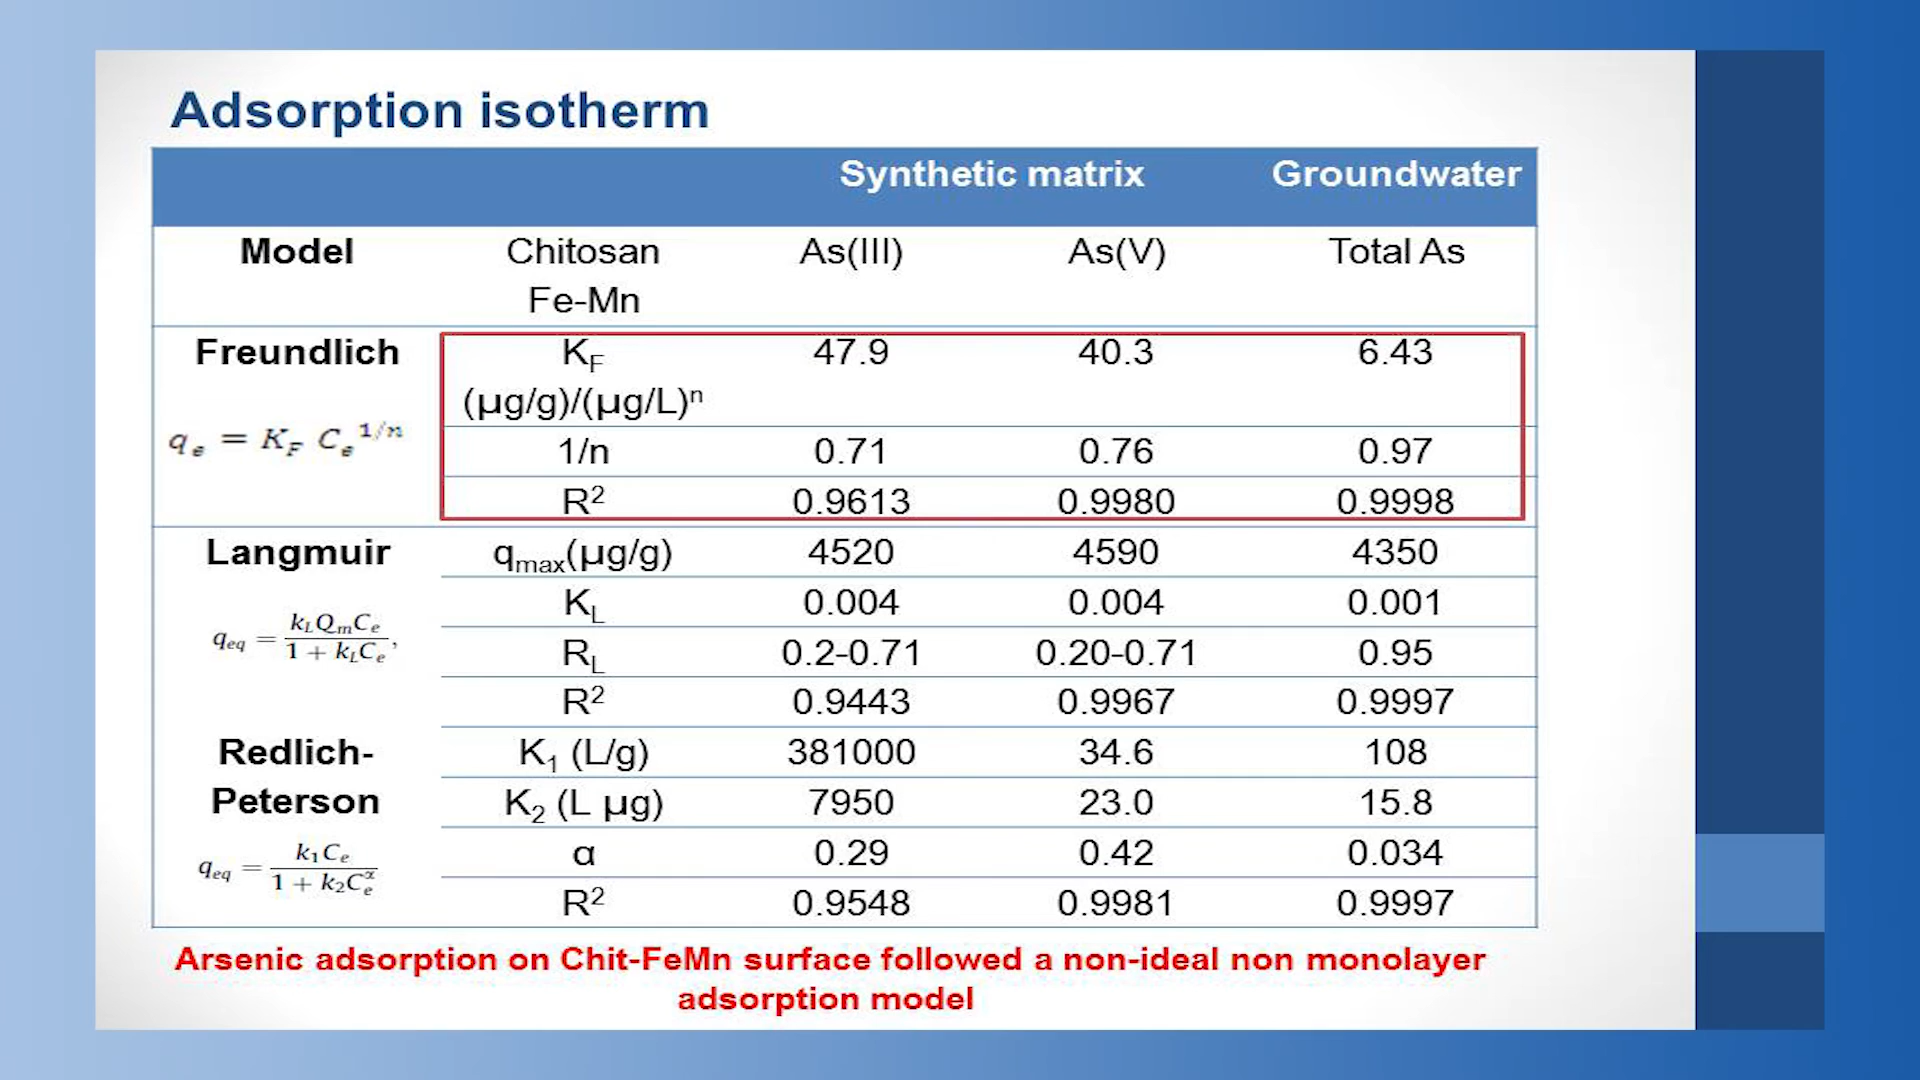 Adsorption isotherm
Synthetic matrix Groundwater
Model Chitosan As(III) As(V) Total As
Fe-Mn
Freundlich K_F 47.9 40.3 6.43
(µg/g)/(µg/L)ⁿ
q_e = K_F C_e^1/n
1/n 0.71 0.76 0.97
R² 0.9613 0.9980 0.9998
Langmuir q_max(µg/g) 4520 4590 4350
K_L 0.004 0.004 0.001
q_eq = k_L Q_m C_e / 1 + k_L C_e ,
R_L 0.2-0.71 0.20-0.71 0.95
R² 0.9443 0.9967 0.9997
Redlich- K₁ (L/g) 381000 34.6 108
Peterson K₂ (L µg) 7950 23.0 15.8
q_eq = k₁C_e / 1 + k₂C_e^α
α 0.29 0.42 0.034
R² 0.9548 0.9981 0.9997
Arsenic adsorption on Chit-FeMn surface followed a non-ideal non monolayer
adsorption model